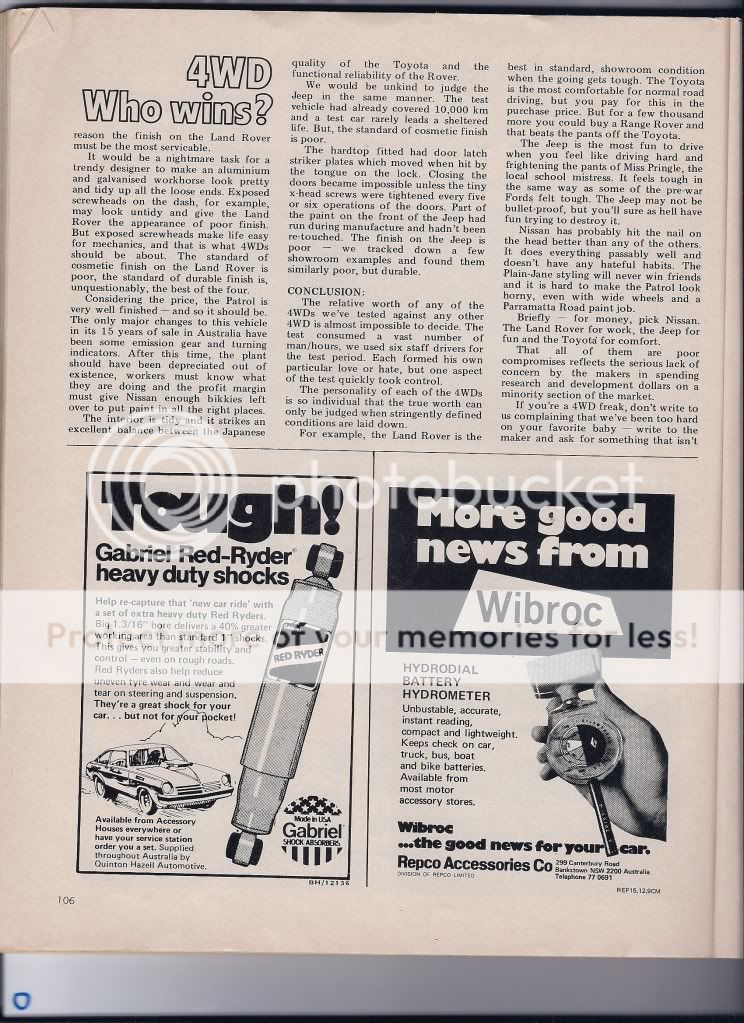 4WD
Who wins?
reason the finish on the Land Rover
must be the most servicable.
It would be a nightmare task for a
trendy designer to make an aluminium
and galvanised workhorse look pretty
and tidy up all the loose ends. Exposed
screwheads on the dash, for example,
may look untidy and give the Land
Rover the appearance of poor finish.
But exposed screwheads make life easy
for mechanics, and that is what 4WDs
should be about. The standard of
cosmetic finish on the Land Rover is
poor, the standard of durable finish is,
unquestionably, the best of the four.
Considering the price, the Patrol is
very well finished — and so it should be.
The only major changes to this vehicle
in its 15 years of sale in Australia have
been some emission gear and turning
indicators. After this time, the plant
should have been depreciated out of
existence, workers must know what
they are doing and the profit margin
must give Nissan enough bikkies left
over to put paint in all the right places.
The interior is tidy and it strikes an
excellent balance between the Japanese
quality of the Toyota and the
functional reliability of the Rover.
We would be unkind to judge the
Jeep in the same manner. The test
vehicle had already covered 10,000 km
and a test car rarely leads a sheltered
life. But, the standard of cosmetic finish
is poor.
The hardtop fitted had door latch
striker plates which moved when hit by
the tongue on the lock. Closing the
doors became impossible unless the tiny
x-head screws were tightened every five
or six operations of the doors. Part of
the paint on the front of the Jeep had
run during manufacture and hadn't been
re-touched. The finish on the Jeep is
poor — we tracked down a few
showroom examples and found them
similarly poor, but durable.
CONCLUSION:
The relative worth of any of the
4WDs we've tested against any other
4WD is almost impossible to decide. The
test consumed a vast number of
man/hours, we used six staff drivers for
the test period. Each formed his own
particular love or hate, but one aspect
of the test quickly took control.
The personality of each of the 4WDs
is so individual that the true worth can
only be judged when stringently defined
conditions are laid down.
For example, the Land Rover is the
best in standard, showroom condition
when the going gets tough. The Toyota
is the most comfortable for normal road
driving, but you pay for this in the
purchase price. But for a few thousand
more you could buy a Range Rover and
that beats the pants off the Toyota.
The Jeep is the most fun to drive
when you feel like driving hard and
frightening the pants of Miss Pringle, the
local school mistress. It feels tough in
the same way as some of the pre-war
Fords felt tough. The Jeep may not be
bullet-proof, but you'll sure as hell have
fun trying to destroy it.
Nissan has probably hit the nail on
the head better than any of the others.
It does everything passably well and
doesn't have any hateful habits. The
Plain-Jane styling will never win friends
and it is hard to make the Patrol look
horny, even with wide wheels and a
Parramatta Road paint job.
Briefly — for money, pick Nissan.
The Land Rover for work, the Jeep for
fun and the Toyota for comfort.
That all of them are poor
compromises reflects the serious lack of
concern by the makers in spending
research and development dollars on a
minority section of the market.
If you're a 4WD freak, don't write to
us complaining that we've been too hard
on your favorite baby — write to the
maker and ask for something that isn't
photobucket
Tough!
Gabriel Red-Ryder®
heavy duty shocks
Help re-capture that 'new car ride' with
a set of extra heavy duty Red Ryders.
Big 1.3/16" bore delivers a 40% greater
working area than standard 1" shocks.
This gives you greater stability and
control — even on rough roads.
Red Ryders also help reduce
uneven tyre wear and wear and
tear on steering and suspension.
They're a great shock for your
car. . . but not for your pocket!
RED RYDER
Available from Accessory
Houses everywhere or
have your service station
order you a set. Supplied
throughout Australia by
Quinton Hazell Automotive.
Made in USA
Gabriel
SHOCK ABSORBERS
BH/12136
More good
news from
Wibroc
HYDRODIAL
BATTERY
HYDROMETER
Unbustable, accurate,
instant reading,
compact and lightweight.
Keeps check on car,
truck, bus, boat
and bike batteries.
Available from
most motor
accessory stores.
Wibroc
...the good news for your car.
Repco Accessories Co
DIVISION OF REPCO LIMITED
299 Canterbury Road
Bankstown NSW 2200 Australia
Telephone 77 0691
REP15,12,9CM
106